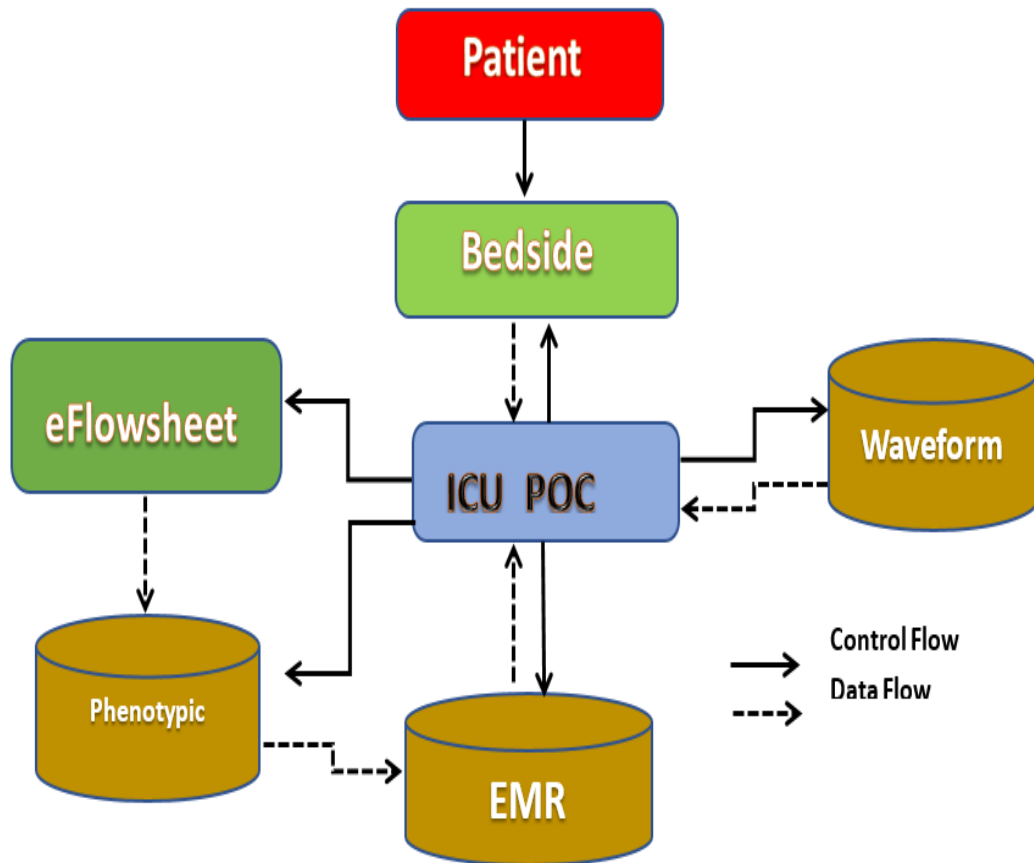 Patient
Bedside
eFlowsheet
Waveform
ICU POC
Phenotypic
EMR
Control Flow
Data Flow